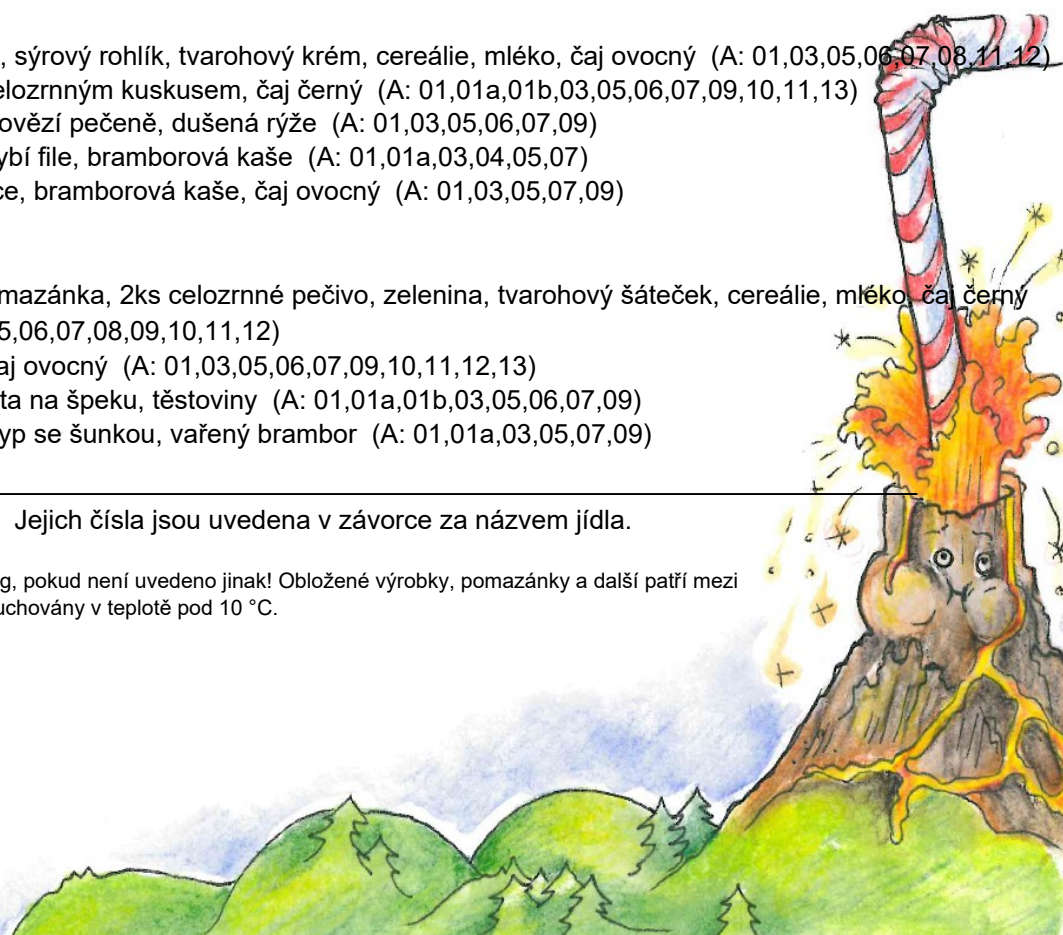 , sýrový rohlík, tvarohový krém, cereálie, mléko, čaj ovocný (A: 01,03,05,06,07,08,11,12)
elozrnným kuskusem, čaj černý (A: 01,01a,01b,03,05,06,07,09,10,11,13)
ovězí pečeně, dušená rýže (A: 01,03,05,06,07,09)
ybí file, bramborová kaše (A: 01,01a,03,04,05,07)
ce, bramborová kaše, čaj ovocný (A: 01,03,05,07,09)
mazánka, 2ks celozrnné pečivo, zelenina, tvarohový šáteček, cereálie, mléko, čaj černý
5,06,07,08,09,10,11,12)
aj ovocný (A: 01,03,05,06,07,09,10,11,12,13)
ta na špeku, těstoviny (A: 01,01a,01b,03,05,06,07,09)
yp se šunkou, vařený brambor (A: 01,01a,03,05,07,09)
Jejich čísla jsou uvedena v závorce za názvem jídla.
g, pokud není uvedeno jinak! Obložené výrobky, pomazánky a další patří mezi
uchovány v teplotě pod 10 °C.